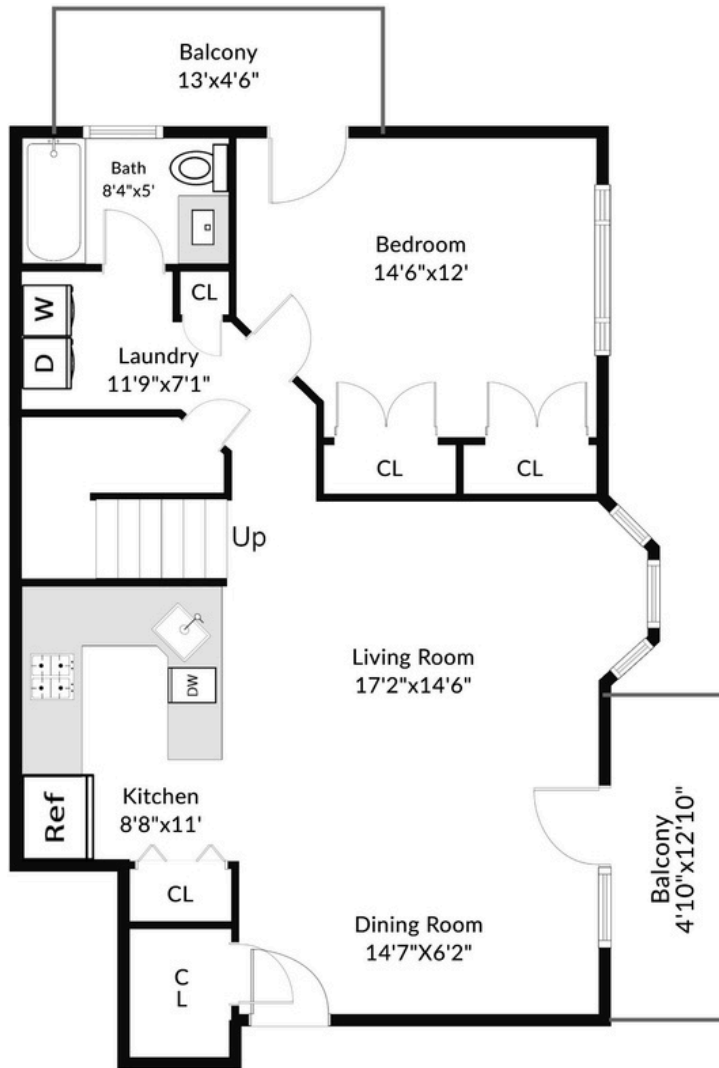 Balcony
13'x4'6"
Bath
8'4"x5'
Bedroom
14'6"x12'
CL
W
D
Laundry
11'9"x7'1"
CL
CL
Up
Living Room
17'2"x14'6"
DW
Ref
Kitchen
8'8"x11'
Balcony
4'10"x12'10"
CL
Dining Room
14'7"X6'2"
C
L